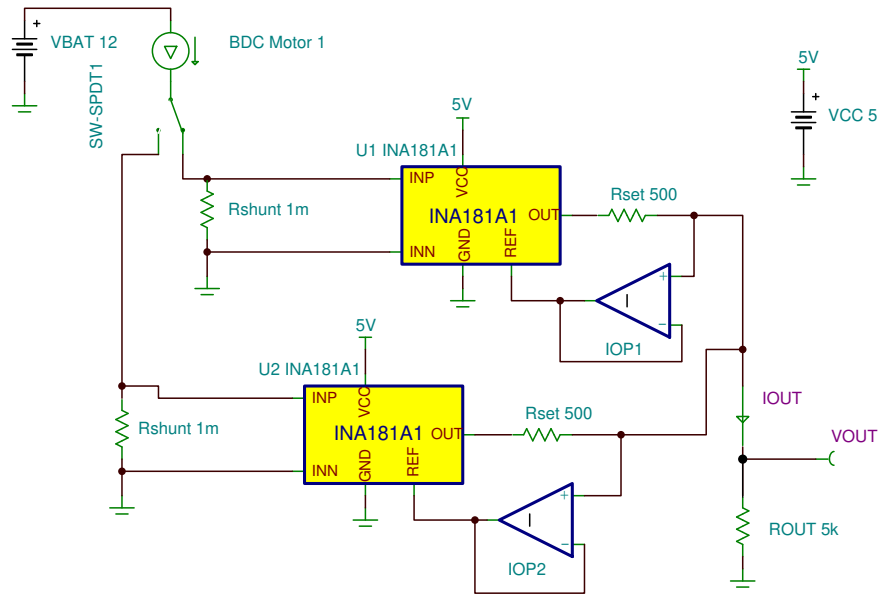 +
VBAT 12
BDC Motor 1
SW-SPDT1
5V
+
VCC 5
5V
U1 INA181A1
INP
VCC
INA181A1
OUT
INN
GND
REF
Rset 500
Rshunt 1m
+
−
IOP1
5V
U2 INA181A1
INP
VCC
INA181A1
OUT
INN
GND
REF
Rset 500
Rshunt 1m
+
−
IOP2
IOUT
VOUT
ROUT 5k